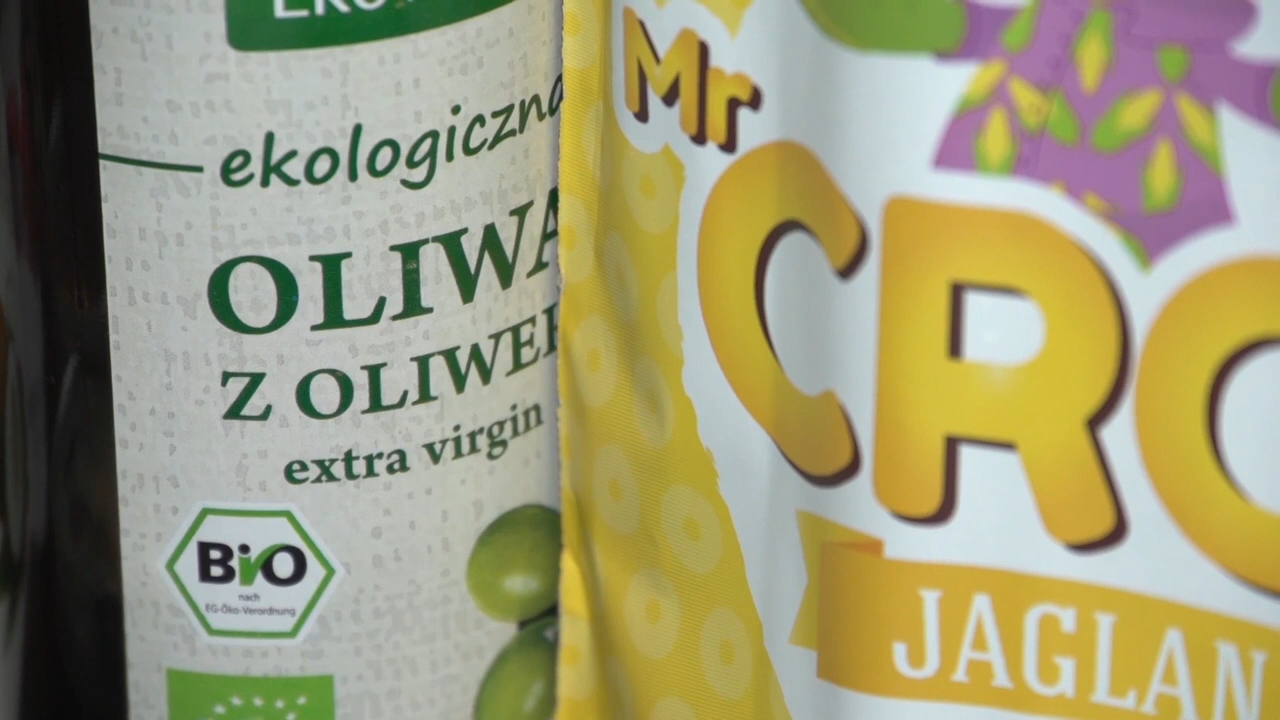 ekologiczna
OLIWA
Z OLIWEK
extra virgin
BiO
nach
EG-Öko-Verordnung
Mr
CRO
JAGLAN